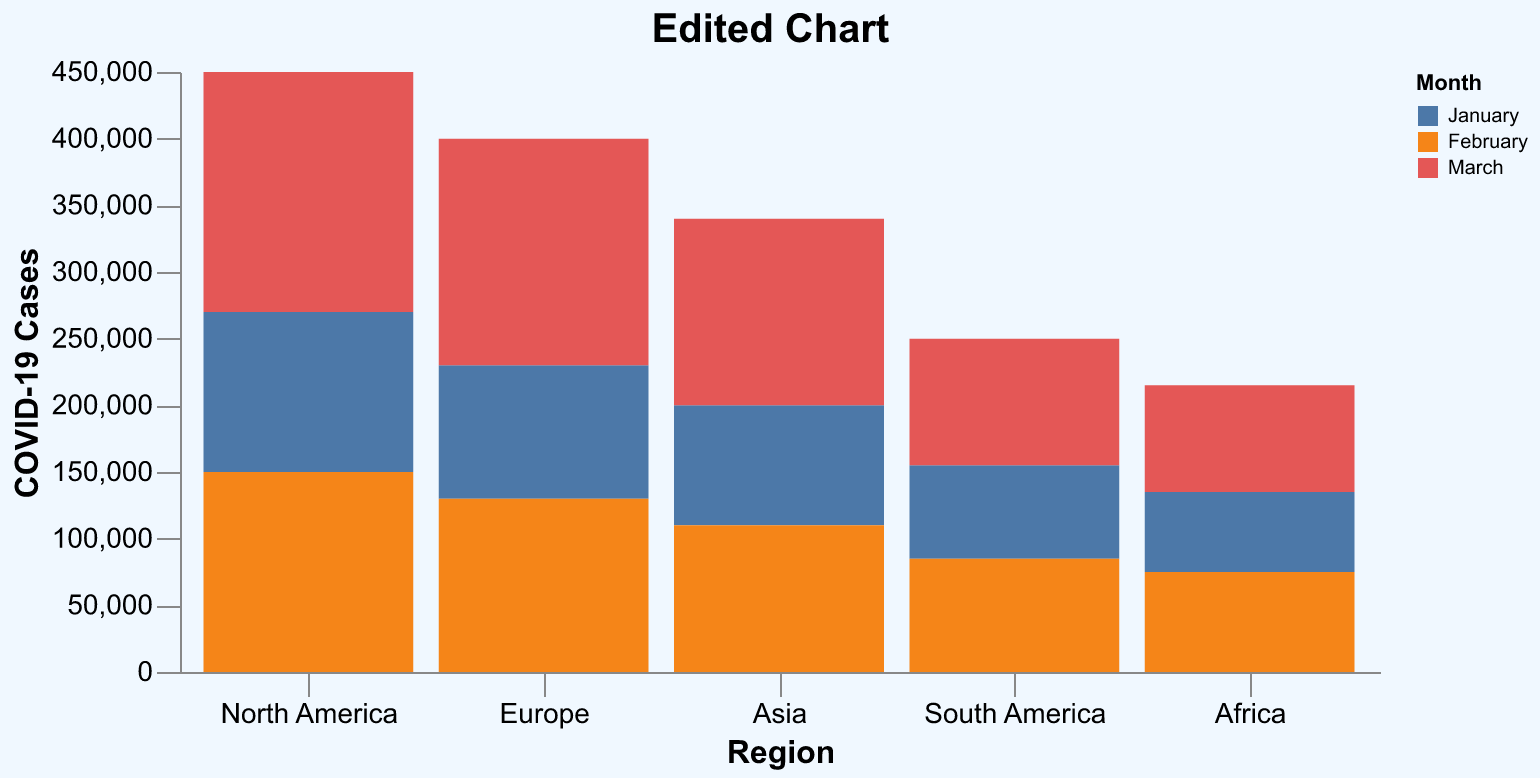 Edited Chart
450,000
400,000
350,000
300,000
250,000
200,000
150,000
100,000
50,000
0
COVID-19 Cases
North America
Europe
Asia
South America
Africa
Region
Month
January
February
March